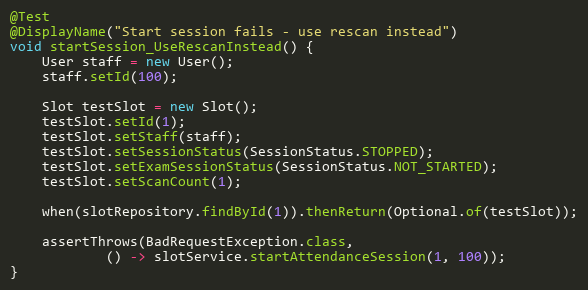 @Test
@DisplayName("Start session fails - use rescan instead")
void startSession_UseRescanInstead() {
    User staff = new User();
    staff.setId(100);

    Slot testSlot = new Slot();
    testSlot.setId(1);
    testSlot.setStaff(staff);
    testSlot.setSessionStatus(SessionStatus.STOPPED);
    testSlot.setExamSessionStatus(SessionStatus.NOT_STARTED);
    testSlot.setScanCount(1);

    when(slotRepository.findById(1)).thenReturn(Optional.of(testSlot));

    assertThrows(BadRequestException.class,
            () -> slotService.startAttendanceSession(1, 100));
}